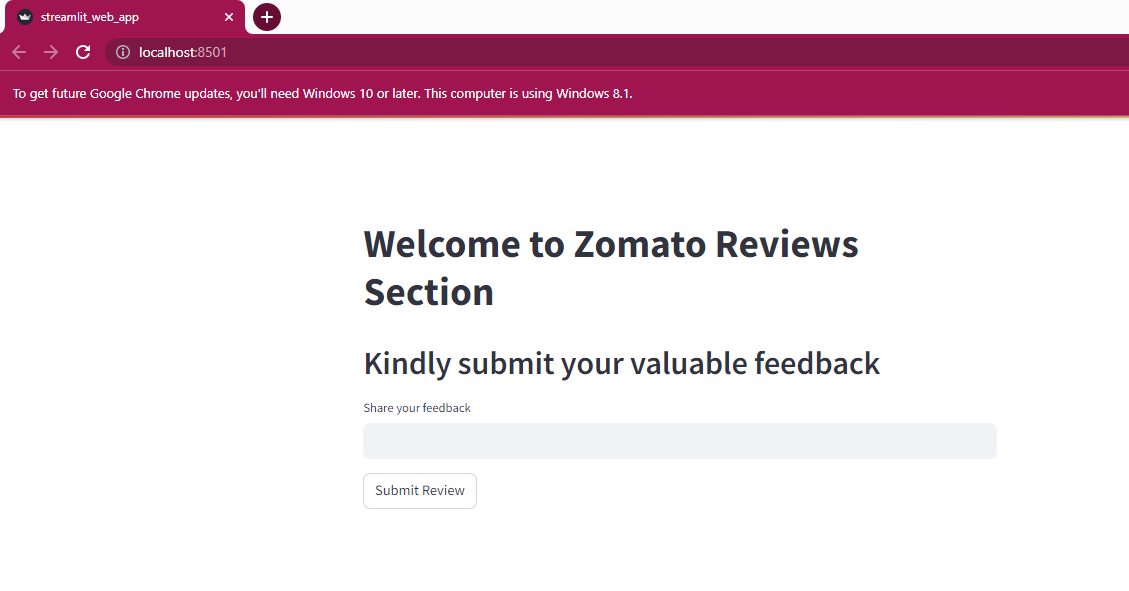 streamlit_web_app
localhost:8501
To get future Google Chrome updates, you'll need Windows 10 or later. This computer is using Windows 8.1.
Welcome to Zomato Reviews
Section
Kindly submit your valuable feedback
Share your feedback
Submit Review